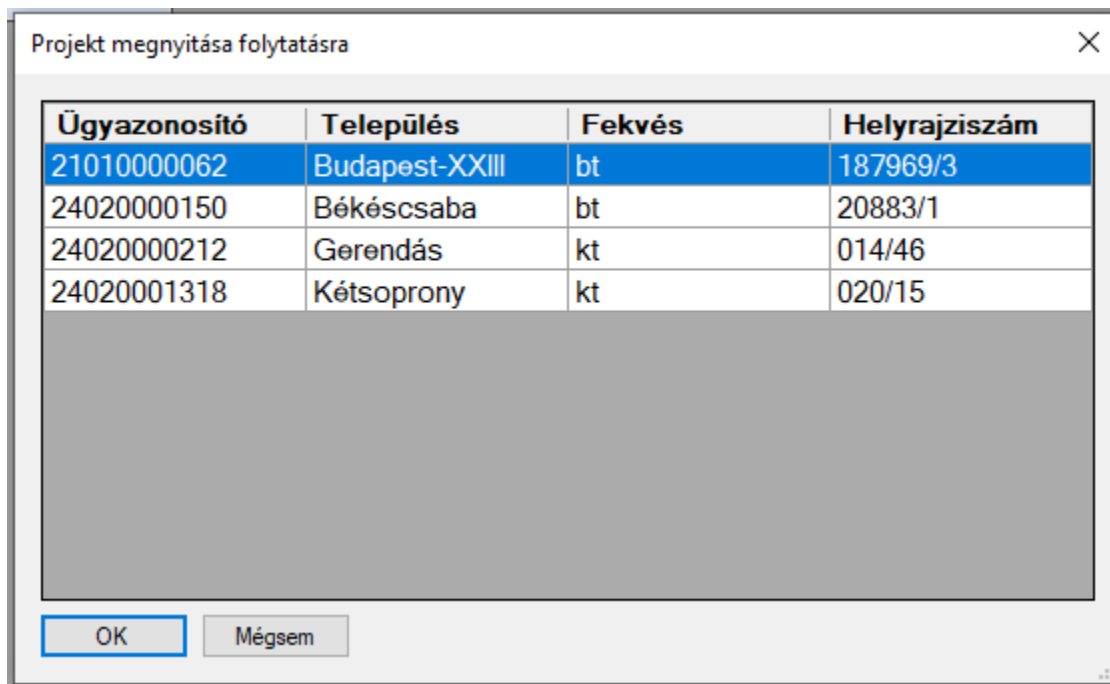 Projekt megnyitása folytatásra
Ügyazonosító Település Fekvés Helyrajziszám
21010000062 Budapest-XXIII bt 187969/3
24020000150 Békéscsaba bt 20883/1
24020000212 Gerendás kt 014/46
24020001318 Kétsoprony kt 020/15
OK Mégsem